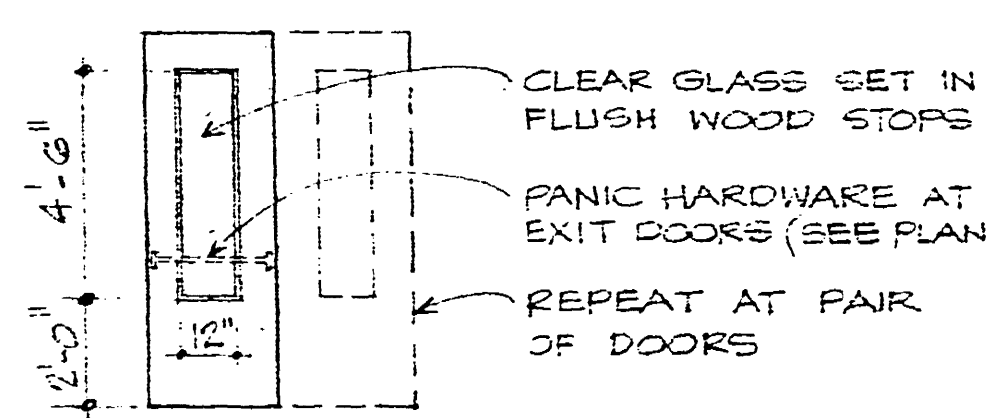 CLEAR GLASS SET IN
FLUSH WOOD STOPS
4'-6"
PANIC HARDWARE AT
EXIT DOORS (SEE PLAN
REPEAT AT PAIR
OF DOORS
2'-0"
12"